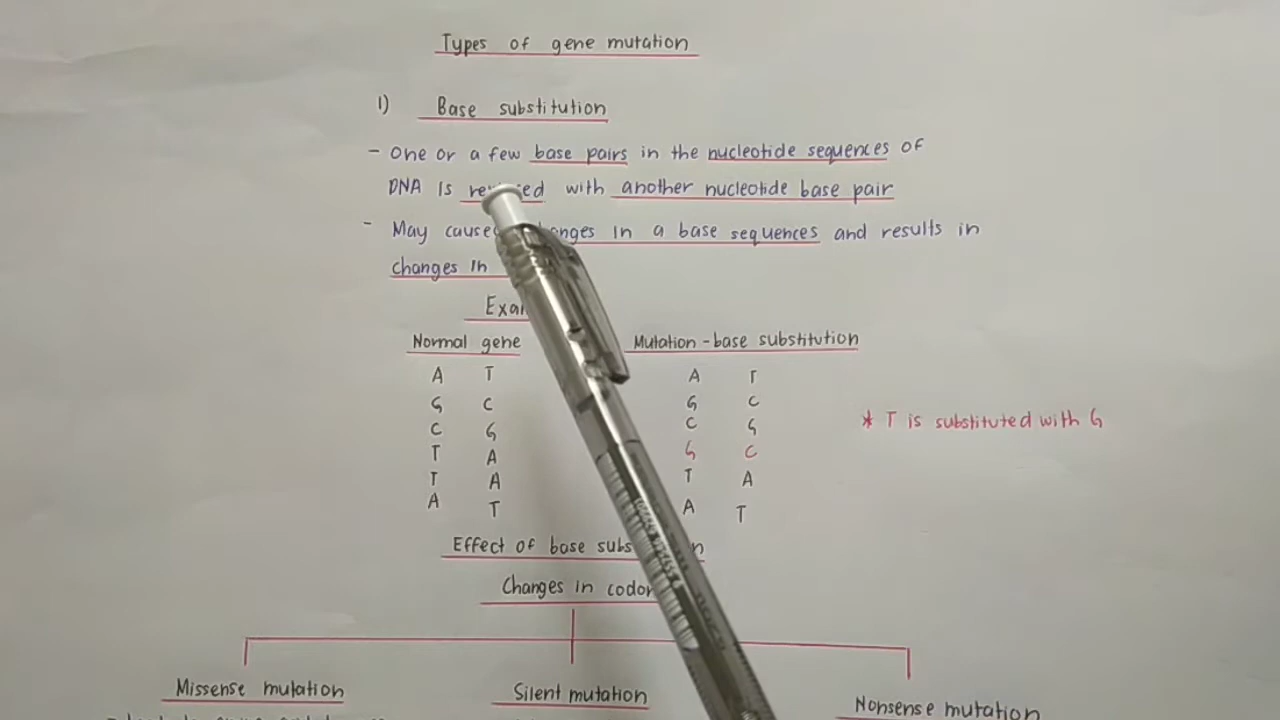 Types of gene mutation
1) Base substitution
- One or a few base pairs in the nucleotide sequences of
DNA is with another nucleotide base pair
- May cause in a base sequences and results in
changes in
Normal gene Mutation-base substitution
A T A T
G C G C
C G C G
T A G C
* T is substituted with G
T A T A
A T A T
Effect of base
Changes in
Missense mutation Silent mutation Nonsense mutation